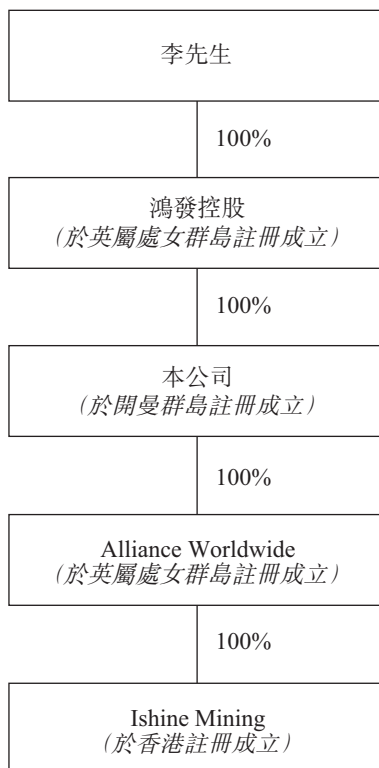 李先生
100%
鴻發控股
(於英屬處女群島註冊成立)
100%
本公司
(於開曼群島註冊成立)
100%
Alliance Worldwide
(於英屬處女群島註冊成立)
100%
Ishine Mining
(於香港註冊成立)